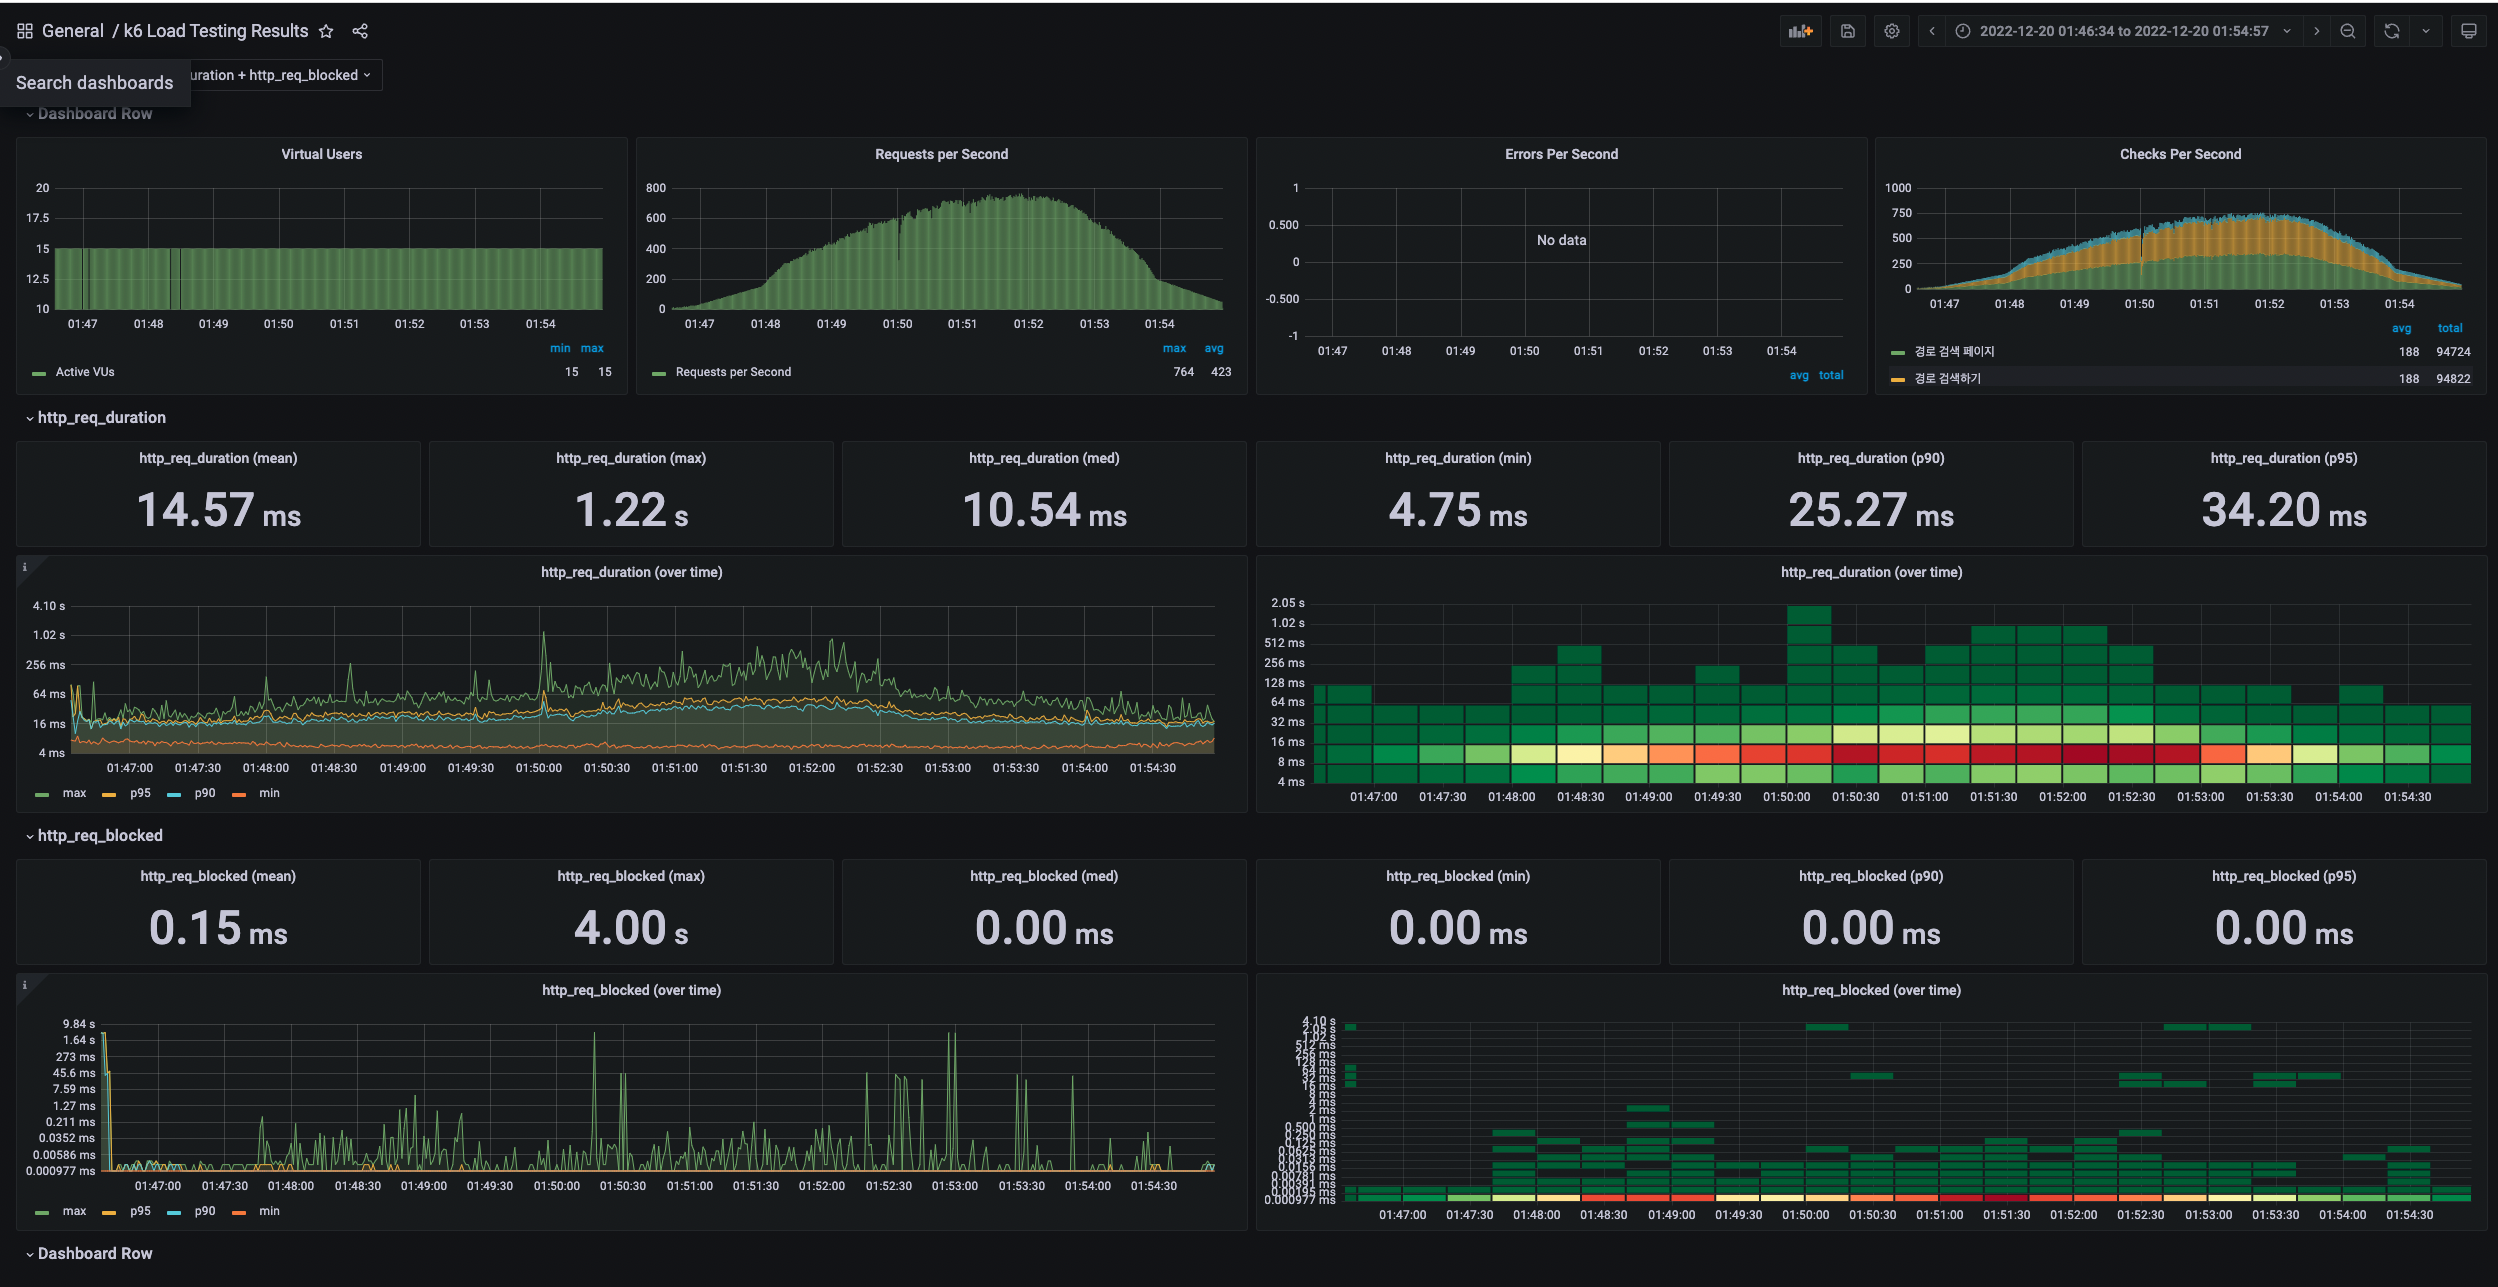 General / k6 Load Testing Results
2022-12-20 01:46:34 to 2022-12-20 01:54:57
Search dashboards
uration + http_req_blocked
Dashboard Row
Virtual Users
20
17.5
15
12.5
10
01:47 01:48 01:49 01:50 01:51 01:52 01:53 01:54
min max
Active VUs 15 15
Requests per Second
800
600
400
200
0
01:47 01:48 01:49 01:50 01:51 01:52 01:53 01:54
max avg
Requests per Second 764 423
Errors Per Second
1
0.500
0
-0.500
-1
No data
01:47 01:48 01:49 01:50 01:51 01:52 01:53 01:54
avg total
Checks Per Second
1000
750
500
250
0
01:47 01:48 01:49 01:50 01:51 01:52 01:53 01:54
avg total
경로 검색 페이지 188 94724
경로 검색하기 188 94822
http_req_duration
http_req_duration (mean)
14.57 ms
http_req_duration (max)
1.22 s
http_req_duration (med)
10.54 ms
http_req_duration (min)
4.75 ms
http_req_duration (p90)
25.27 ms
http_req_duration (p95)
34.20 ms
http_req_duration (over time)
4.10 s
1.02 s
256 ms
64 ms
16 ms
4 ms
01:47:00 01:47:30 01:48:00 01:48:30 01:49:00 01:49:30 01:50:00 01:50:30 01:51:00 01:51:30 01:52:00 01:52:30 01:53:00 01:53:30 01:54:00 01:54:30
max p95 p90 min
http_req_duration (over time)
2.05 s
1.02 s
512 ms
256 ms
128 ms
64 ms
32 ms
16 ms
8 ms
4 ms
01:47:00 01:47:30 01:48:00 01:48:30 01:49:00 01:49:30 01:50:00 01:50:30 01:51:00 01:51:30 01:52:00 01:52:30 01:53:00 01:53:30 01:54:00 01:54:30
http_req_blocked
http_req_blocked (mean)
0.15 ms
http_req_blocked (max)
4.00 s
http_req_blocked (med)
0.00 ms
http_req_blocked (min)
0.00 ms
http_req_blocked (p90)
0.00 ms
http_req_blocked (p95)
0.00 ms
http_req_blocked (over time)
9.84 s
1.64 s
273 ms
45.6 ms
7.59 ms
1.27 ms
0.211 ms
0.0352 ms
0.00586 ms
0.000977 ms
01:47:00 01:47:30 01:48:00 01:48:30 01:49:00 01:49:30 01:50:00 01:50:30 01:51:00 01:51:30 01:52:00 01:52:30 01:53:00 01:53:30 01:54:00 01:54:30
max p95 p90 min
http_req_blocked (over time)
4.10 s
2.05 s
1.02 s
512 ms
256 ms
128 ms
64 ms
32 ms
16 ms
8 ms
4 ms
2 ms
1 ms
0.500 ms
0.250 ms
0.125 ms
0.0625 ms
0.0313 ms
0.0156 ms
0.00781 ms
0.00391 ms
0.00195 ms
0.000977 ms
01:47:00 01:47:30 01:48:00 01:48:30 01:49:00 01:49:30 01:50:00 01:50:30 01:51:00 01:51:30 01:52:00 01:52:30 01:53:00 01:53:30 01:54:00 01:54:30
Dashboard Row